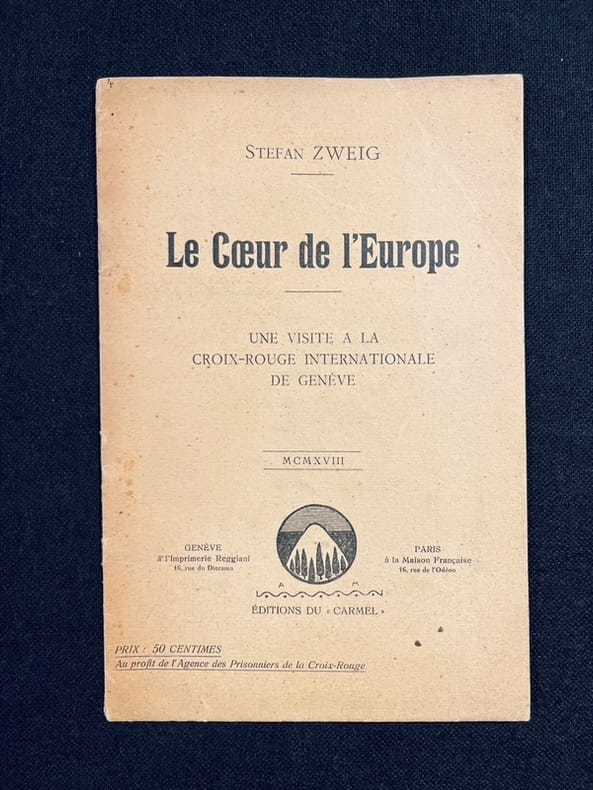 STEFAN ZWEIG
Le Cœur de l'Europe
UNE VISITE A LA
CROIX-ROUGE INTERNATIONALE
DE GENÈVE
MCMXVIII
GENÈVE
à l'Imprimerie Reggiani
16, rue du Diorama
PARIS
à la Maison Française
16, rue de l'Odéon
A M
ÉDITIONS DU « CARMEL »
PRIX : 50 CENTIMES
Au profit de l'Agence des Prisonniers de la Croix-Rouge